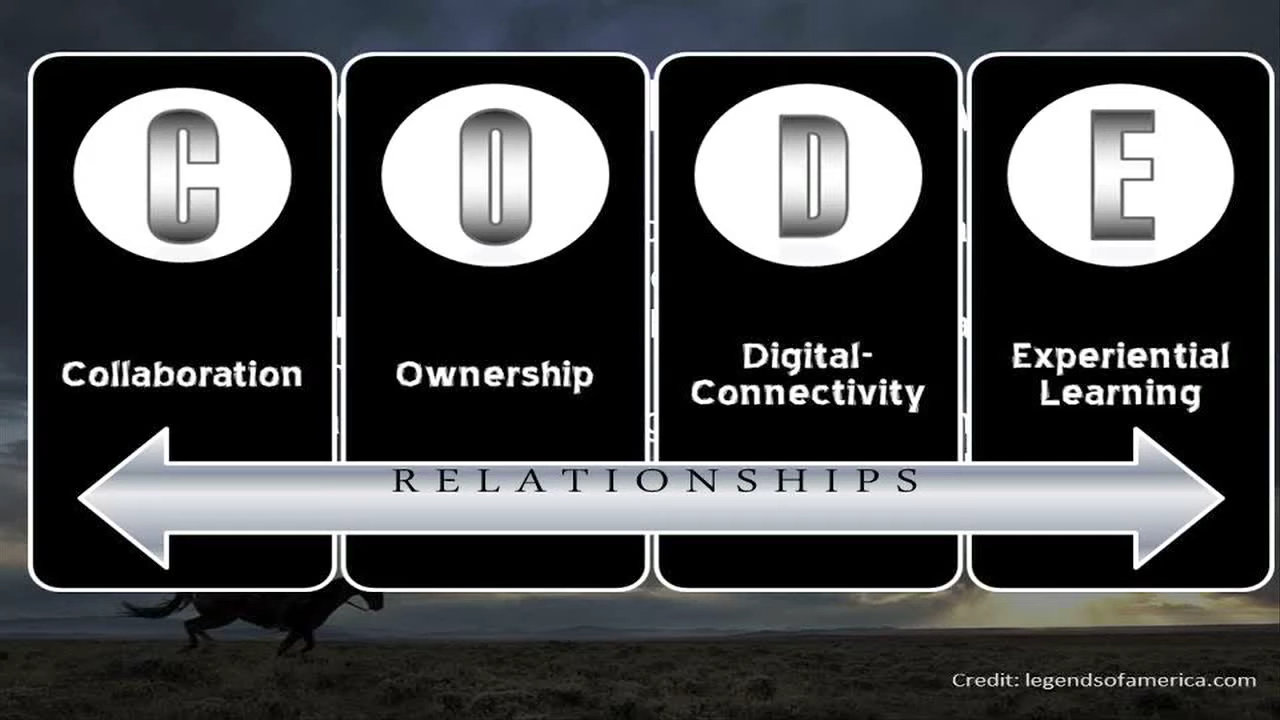 C
O
D
E
Collaboration
Ownership
Digital-
Connectivity
Experiential
Learning
RELATIONSHIPS
Credit: legendsofamerica.com